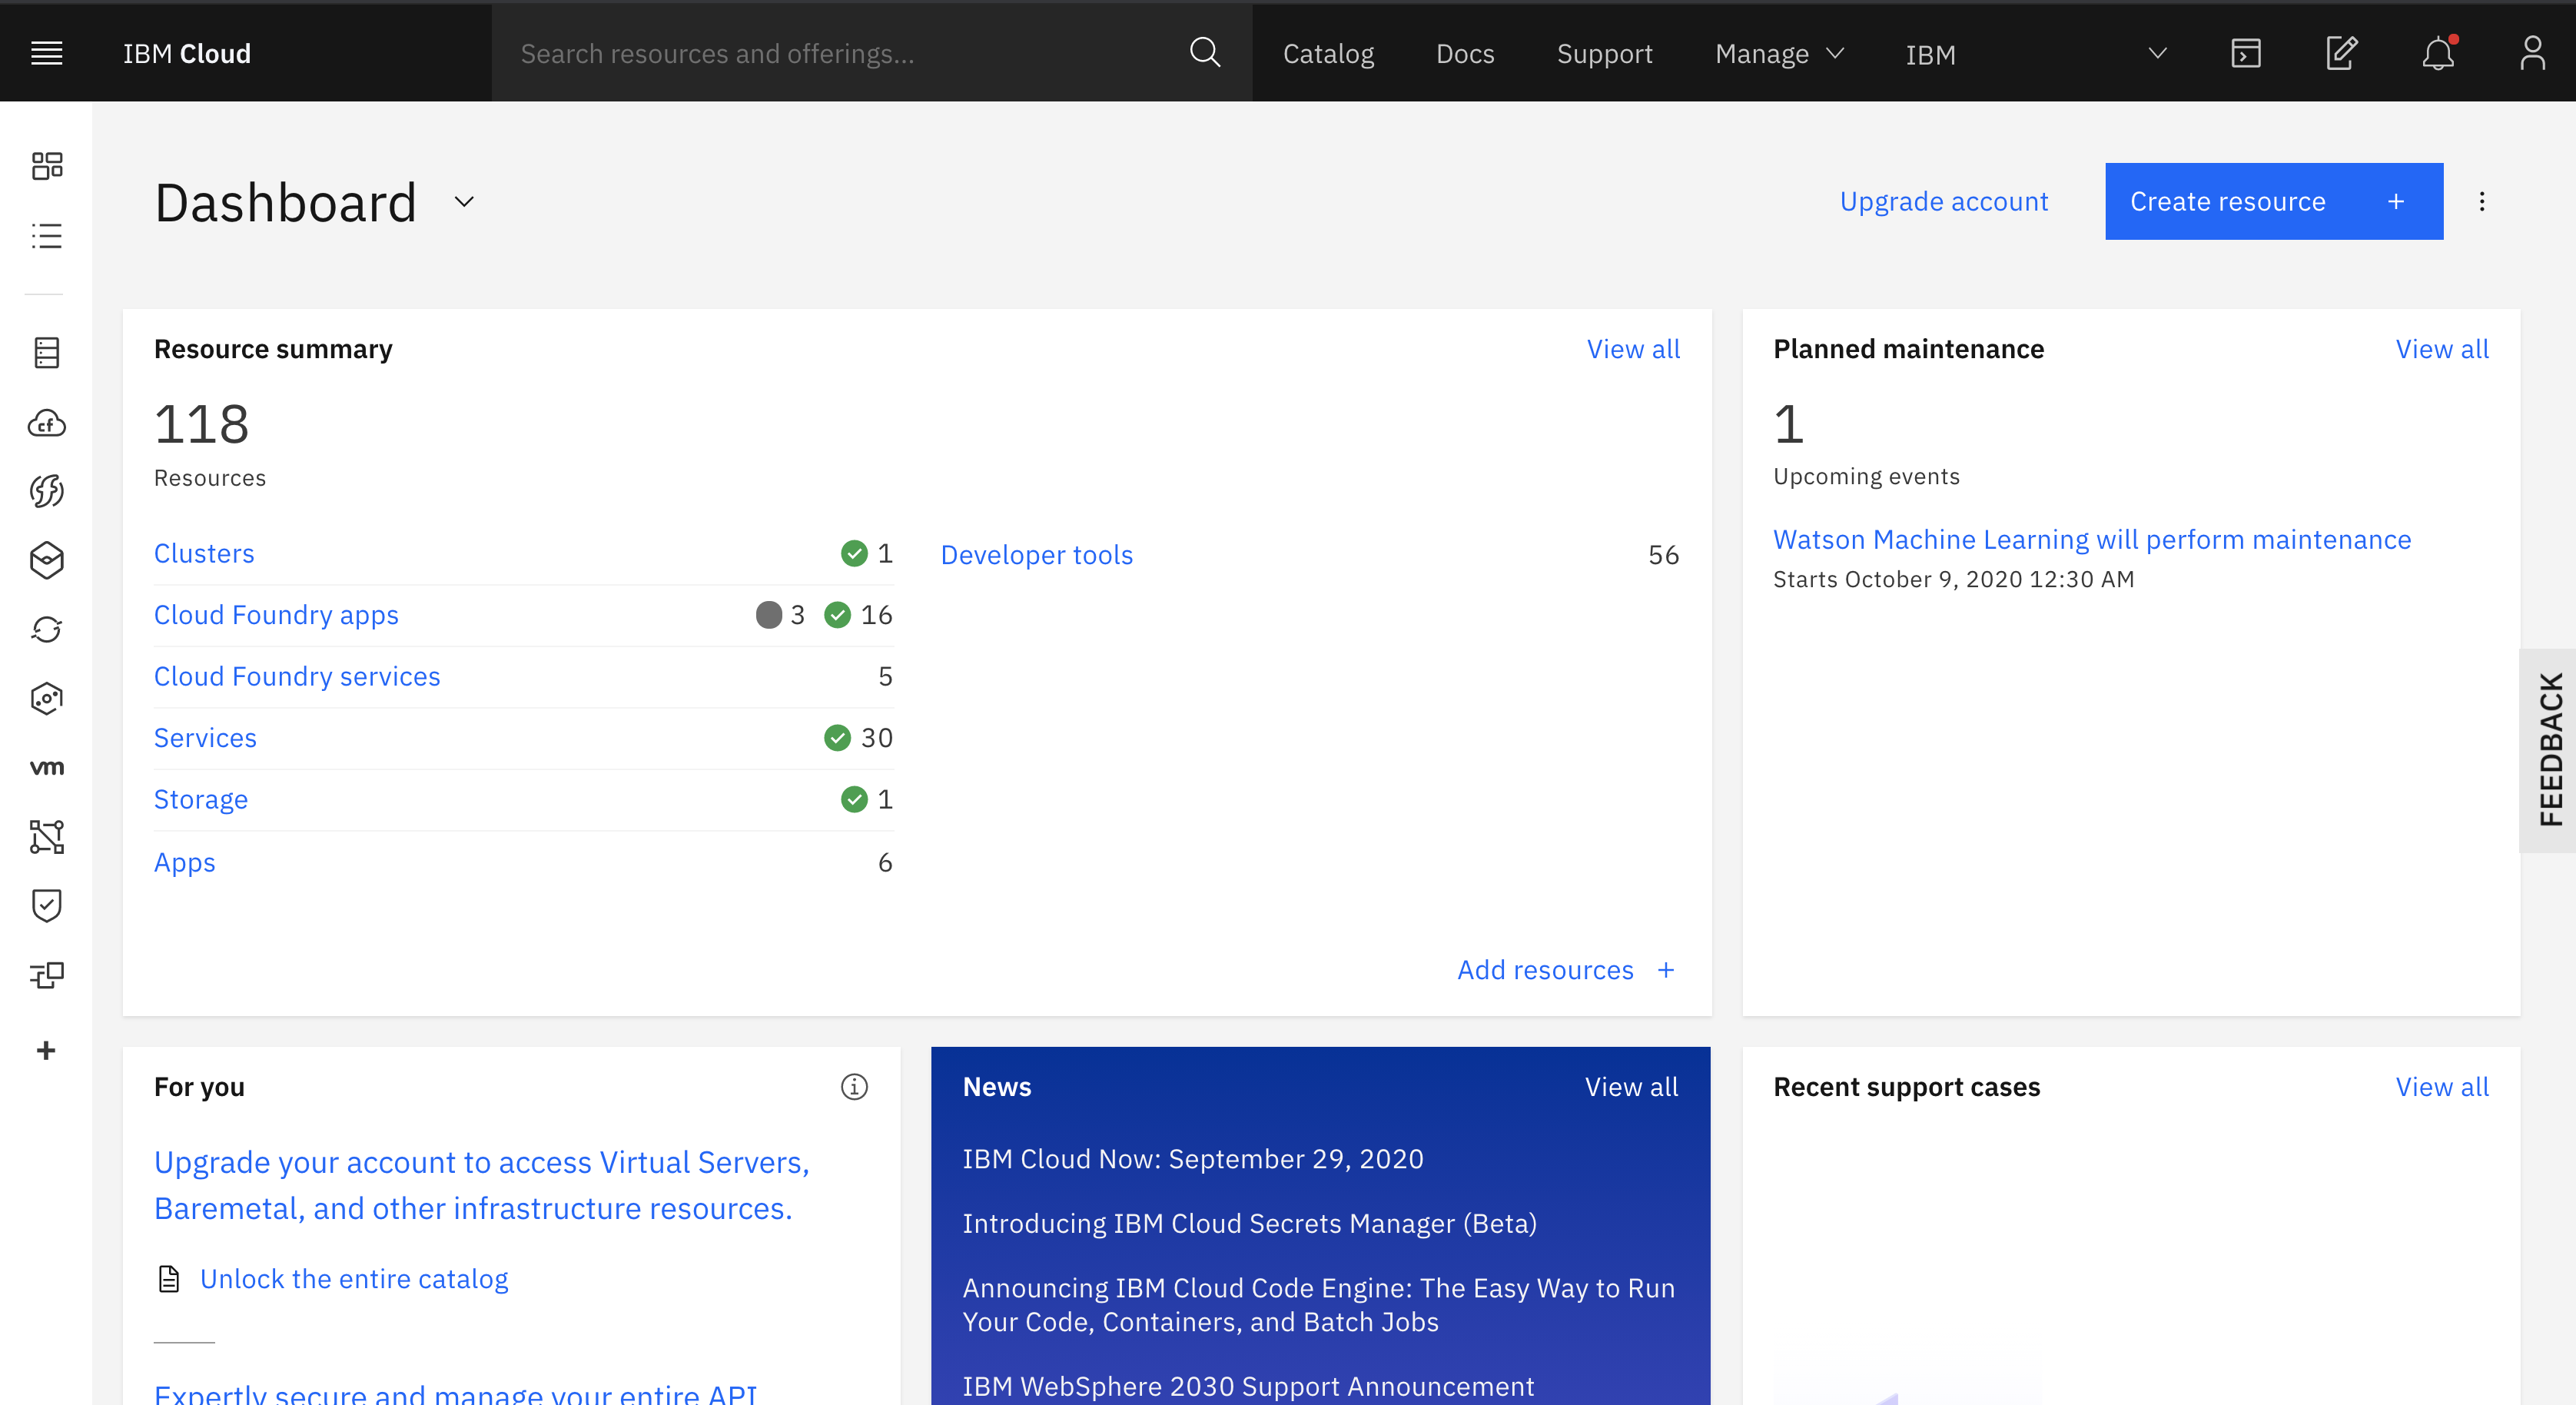 IBM Cloud
Search resources and offerings...
Catalog
Docs
Support
Manage
IBM
Dashboard
Upgrade account
Create resource +
Resource summary
View all
118
Resources
Clusters 1
Cloud Foundry apps 3 16
Cloud Foundry services 5
Services 30
Storage 1
Apps 6
Developer tools 56
Add resources +
Planned maintenance
View all
1
Upcoming events
Watson Machine Learning will perform maintenance
Starts October 9, 2020 12:30 AM
FEEDBACK
cf
vm
For you
Upgrade your account to access Virtual Servers,
Baremetal, and other infrastructure resources.
Unlock the entire catalog
Expertly secure and manage your entire API
News
View all
IBM Cloud Now: September 29, 2020
Introducing IBM Cloud Secrets Manager (Beta)
Announcing IBM Cloud Code Engine: The Easy Way to Run
Your Code, Containers, and Batch Jobs
IBM WebSphere 2030 Support Announcement
Recent support cases
View all